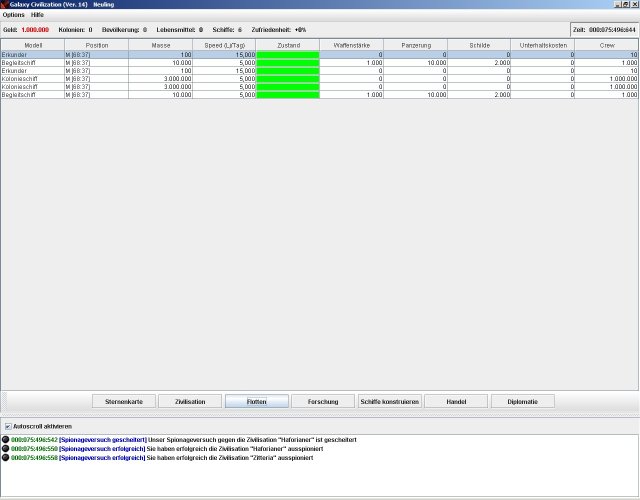 Galaxy Civilization (Ver. 14) Neuling
Options Hilfe
Geld: 1.000.000 Kolonien: 0 Bevölkerung: 0 Lebensmittel: 0 Schiffe: 6 Zufriedenheit: +0% Zeit: 000:075:496:644
Modell Position Masse Speed (Lj/Tag) Zustand Waffenstärke Panzerung Schilde Unterhaltskosten Crew
Erkunder M [68:37) 100 15,000 0 0 0 0 10
Begleitschiff M [68:37) 10.000 5,000 1.000 10.000 2.000 0 1.000
Erkunder M [68:37) 100 15,000 0 0 0 0 10
Kolonieschiff M [68:37) 3.000.000 5,000 0 0 0 0 1.000.000
Kolonieschiff M [68:37) 3.000.000 5,000 0 0 0 0 1.000.000
Begleitschiff M [68:37) 10.000 5,000 1.000 10.000 2.000 0 1.000
Sternenkarte Zivilisation Flotten Forschung Schiffe konstruieren Handel Diplomatie
Autoscroll aktivieren
000:075:496:542 [Spionageversuch gescheitert] Unser Spionageversuch gegen die Zivilisation "Haforianer" ist gescheitert
000:075:496:550 [Spionageversuch erfolgreich] Sie haben erfolgreich die Zivilisation "Haforianer" ausspioniert
000:075:496:558 [Spionageversuch erfolgreich] Sie haben erfolgreich die Zivilisation "Zitteria" ausspioniert